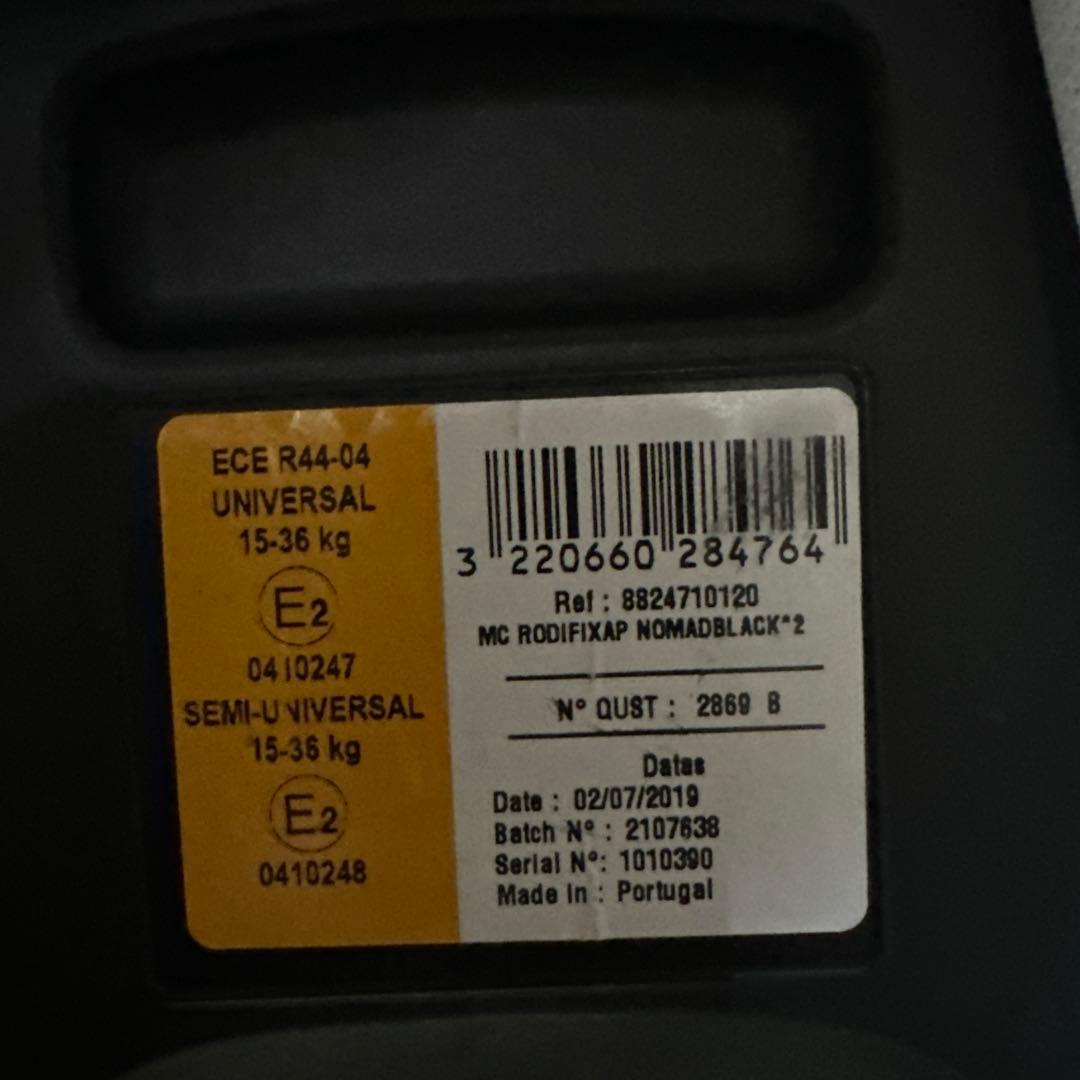 ECE R44-04
UNIVERSAL
15-36 kg
E2
0410247
SEMI-UNIVERSAL
15-36 kg
E2
0410248
3 220660 284764
Ref : 8824710120
MC RODIFIXAP NOMADBLACK*2
N° QUST : 2869 B
Datas
Date : 02/07/2019
Batch N° : 2107638
Serial N°: 1010390
Made in : Portugal